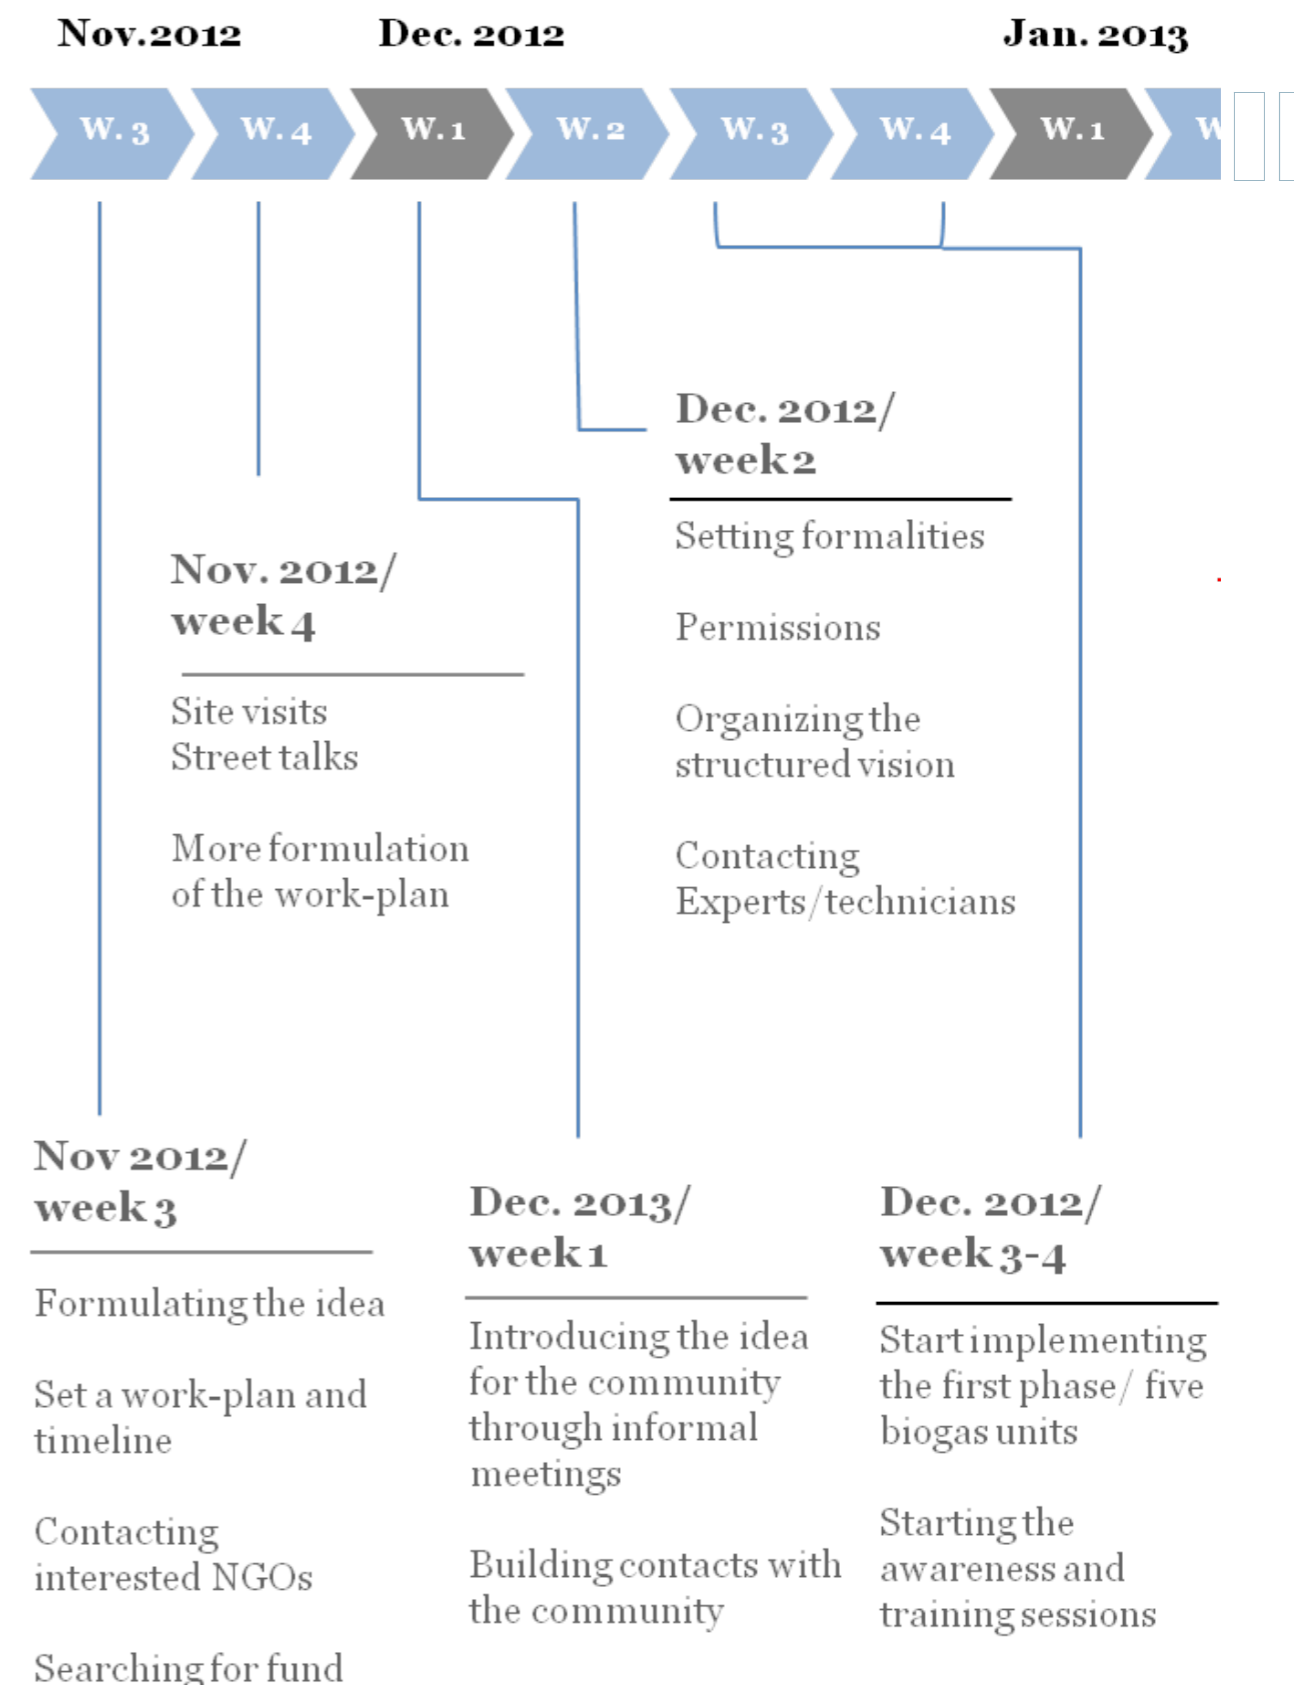 Nov.2012 Dec. 2012 Jan. 2013
W. 3 W. 4 W. 1 W. 2 W. 3 W. 4 W. 1 W
Dec. 2012/
week 2
Setting formalities
Permissions
Organizing the
structured vision
Contacting
Experts/technicians
Nov. 2012/
week 4
Site visits
Street talks
More formulation
of the work-plan
Nov 2012/
week 3
Formulating the idea
Set a work-plan and
timeline
Contacting
interested NGOs
Searching for fund
Dec. 2013/
week 1
Introducing the idea
for the community
through informal
meetings
Building contacts with
the community
Dec. 2012/
week 3-4
Start implementing
the first phase/ five
biogas units
Starting the
awareness and
training sessions